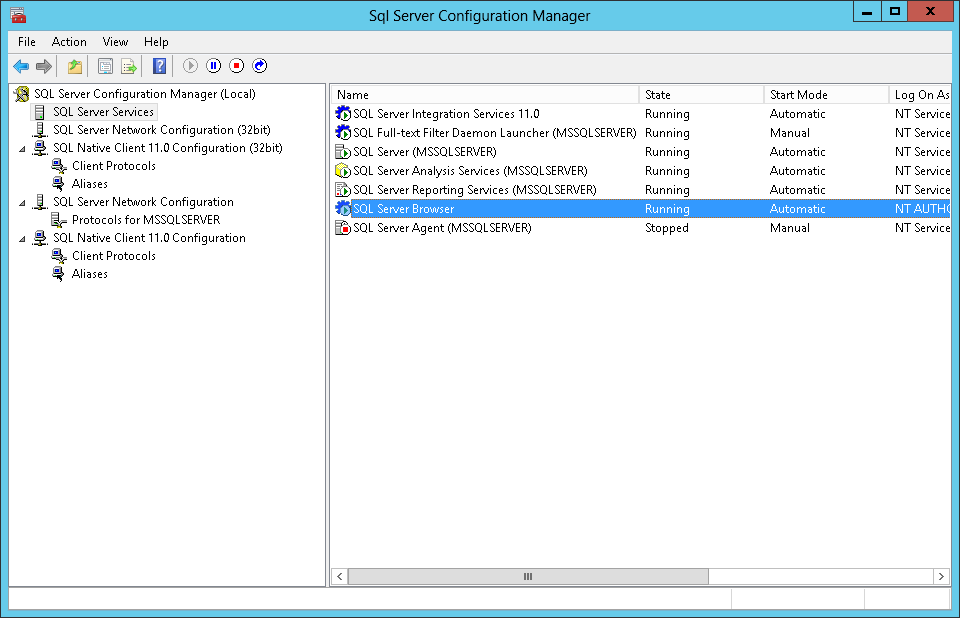 Sql Server Configuration Manager
File Action View Help
SQL Server Configuration Manager (Local)
SQL Server Services
SQL Server Network Configuration (32bit)
SQL Native Client 11.0 Configuration (32bit)
Client Protocols
Aliases
SQL Server Network Configuration
Protocols for MSSQLSERVER
SQL Native Client 11.0 Configuration
Client Protocols
Aliases
Name State Start Mode Log On As
SQL Server Integration Services 11.0 Running Automatic NT Service
SQL Full-text Filter Daemon Launcher (MSSQLSERVER) Running Manual NT Service
SQL Server (MSSQLSERVER) Running Automatic NT Service
SQL Server Analysis Services (MSSQLSERVER) Running Automatic NT Service
SQL Server Reporting Services (MSSQLSERVER) Running Automatic NT Service
SQL Server Browser Running Automatic NT AUTHO
SQL Server Agent (MSSQLSERVER) Stopped Manual NT Service